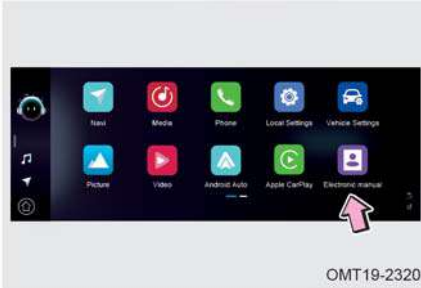 Navi Media Phone Local Settings Vehicle Settings
Picture Video Android Auto Apple CarPlay Electronic manual
OMT19-2320